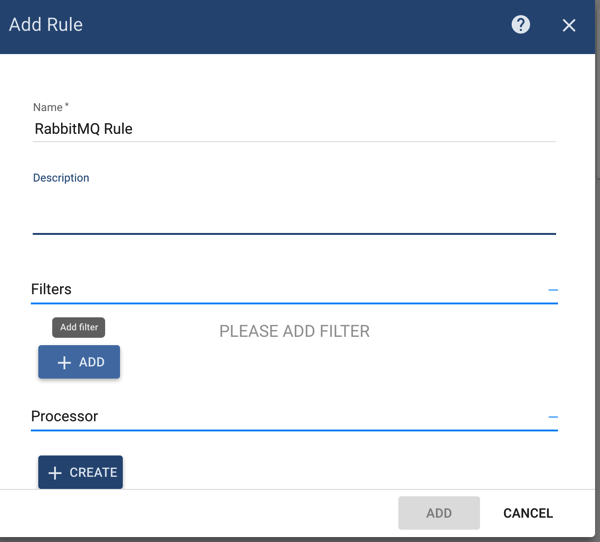 Add Rule
?
Name *
RabbitMQ Rule
Description
Filters
PLEASE ADD FILTER
Add filter
+ ADD
Processor
+ CREATE
ADD
CANCEL